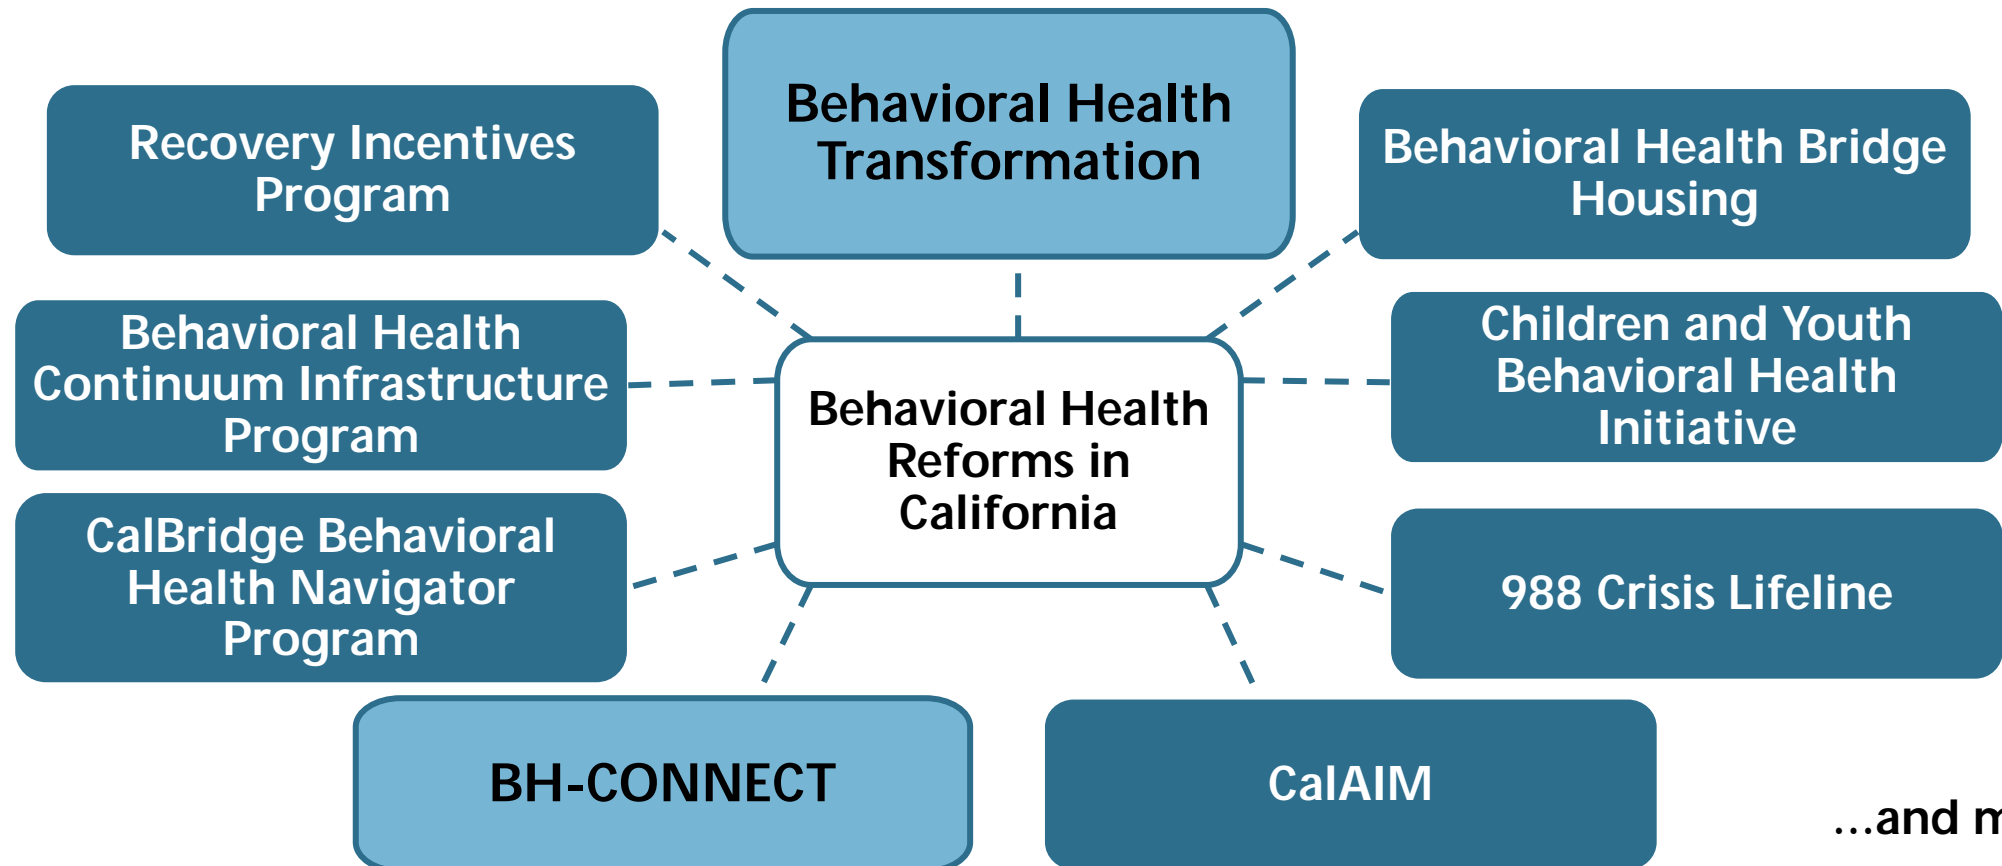 Behavioral Health
Transformation
Recovery Incentives
Program
Behavioral Health Bridge
Housing
Behavioral Health
Continuum Infrastructure
Program
Children and Youth
Behavioral Health
Initiative
Behavioral Health
Reforms in
California
CalBridge Behavioral
Health Navigator
Program
988 Crisis Lifeline
BH-CONNECT
CalAIM
...and